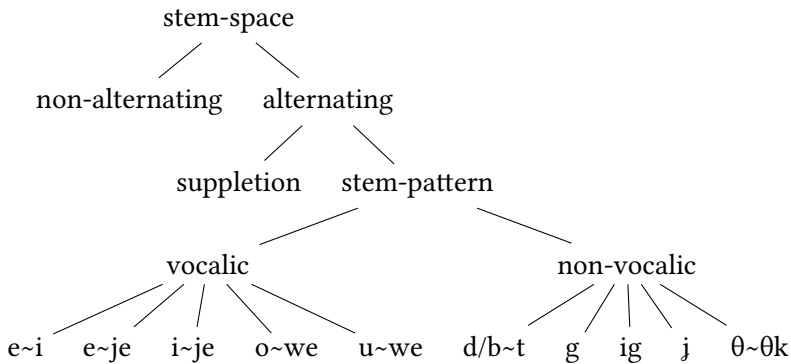 stem-space
non-alternating alternating
suppletion stem-pattern
vocalic non-vocalic
e~i e~je i~je o~we u~we d/b~t g ig ʝ θ~θk